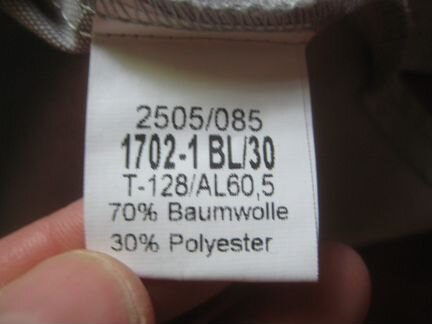 2505/085
1702-1 BL/30
T-128/AL60,5
70% Baumwolle
30% Polyester